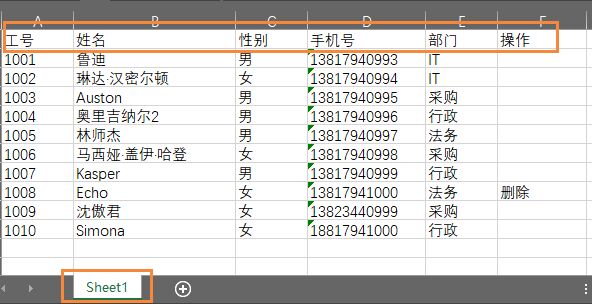 A B C D E F
工号 姓名 性别 手机号 部门 操作
1001 鲁迪 男 13817940993 IT
1002 琳达·汉密尔顿 女 13817940994 IT
1003 Auston 男 13817940995 采购
1004 奥里吉纳尔2 男 13817940996 行政
1005 林师杰 男 13817940997 法务
1006 马西娅·盖伊·哈登 女 13817940998 采购
1007 Kasper 男 13817940999 行政
1008 Echo 女 13817941000 法务 删除
1009 沈傲君 女 13823440999 采购
1010 Simona 女 18817941000 行政
Sheet1